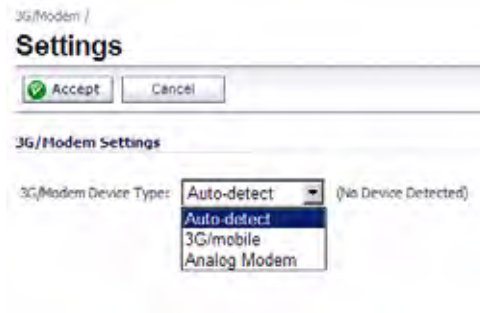 3G/Modem /
Settings
Accept Cancel
3G/Modem Settings
3G/Modem Device Type: Auto-detect (No Device Detected)
Auto-detect
3G/mobile
Analog Modem